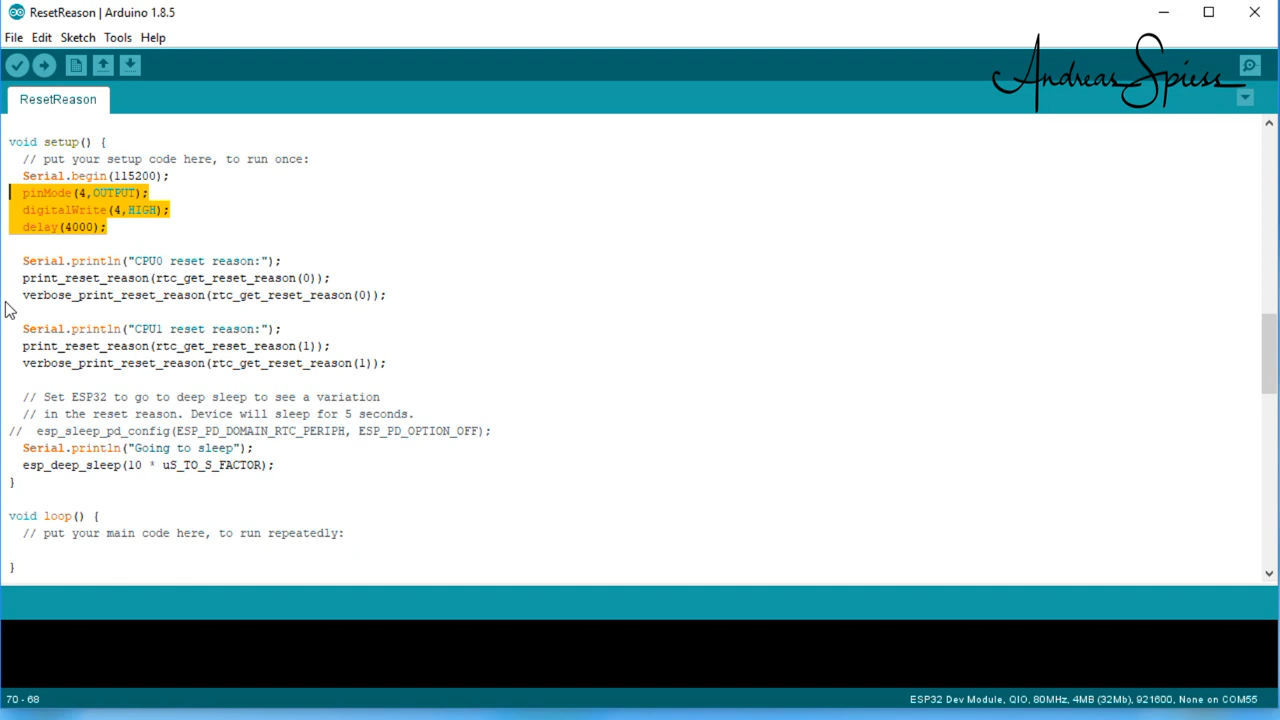 ResetReason | Arduino 1.8.5
Andreas Spiess
File Edit Sketch Tools Help
ResetReason
void setup() {
  // put your setup code here, to run once:
  Serial.begin(115200);
  pinMode(4,OUTPUT);
  digitalWrite(4,HIGH);
  delay(4000);
  Serial.println("CPU0 reset reason:");
  print_reset_reason(rtc_get_reset_reason(0));
  verbose_print_reset_reason(rtc_get_reset_reason(0));
  Serial.println("CPU1 reset reason:");
  print_reset_reason(rtc_get_reset_reason(1));
  verbose_print_reset_reason(rtc_get_reset_reason(1));
  // Set ESP32 to go to deep sleep to see a variation
  // in the reset reason. Device will sleep for 5 seconds.
//  esp_sleep_pd_config(ESP_PD_DOMAIN_RTC_PERIPH, ESP_PD_OPTION_OFF);
  Serial.println("Going to sleep");
  esp_deep_sleep(10 * uS_TO_S_FACTOR);
}
void loop() {
  // put your main code here, to run repeatedly:
}
70 - 68
ESP32 Dev Module, QIO, 80MHz, 4MB (32Mb), 921600, None on COM55